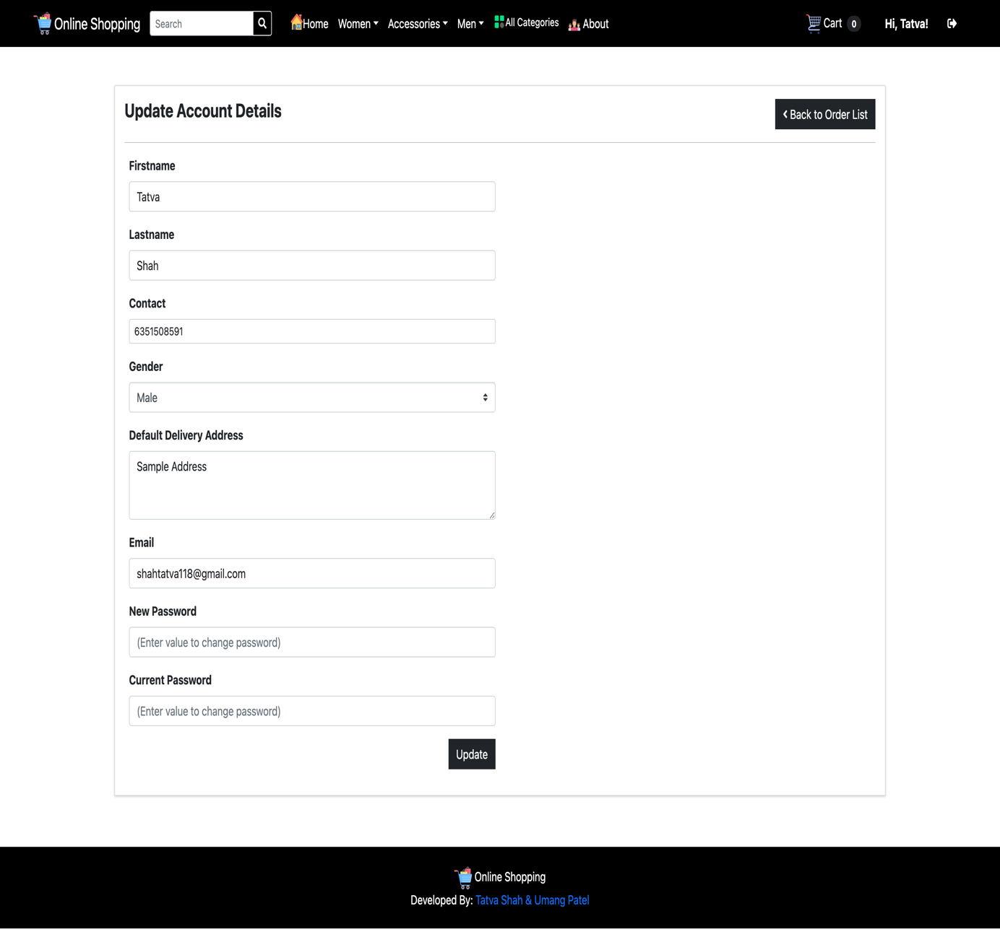 Online Shopping Search Home Women Accessories Men All Categories About Cart 0 Hi, Tatva!
Update Account Details
Back to Order List
Firstname
Tatva
Lastname
Shah
Contact
6351508591
Gender
Male
Default Delivery Address
Sample Address
Email
shahtatva118@gmail.com
New Password
(Enter value to change password)
Current Password
(Enter value to change password)
Update
Online Shopping
Developed By: Tatva Shah & Umang Patel